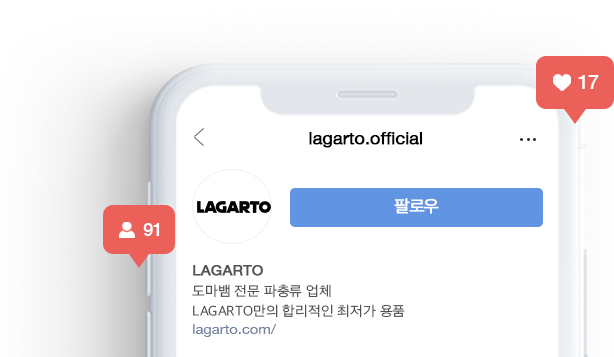 17
lagarto.official
LAGARTO
팔로우
91
LAGARTO
도마뱀 전문 파충류 업체
LAGARTO만의 합리적인 최저가 용품
lagarto.com/